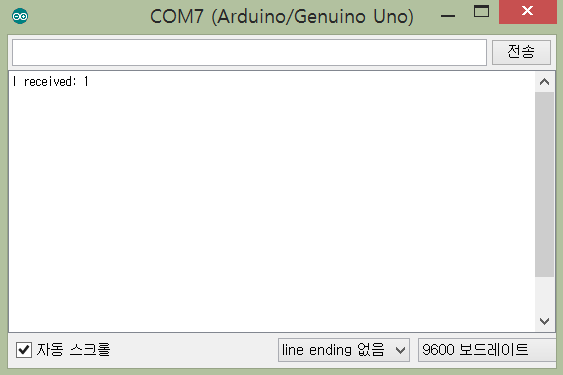 COM7 (Arduino/Genuino Uno)
전송
I received: 1
자동 스크롤
line ending 없음
9600 보드레이트